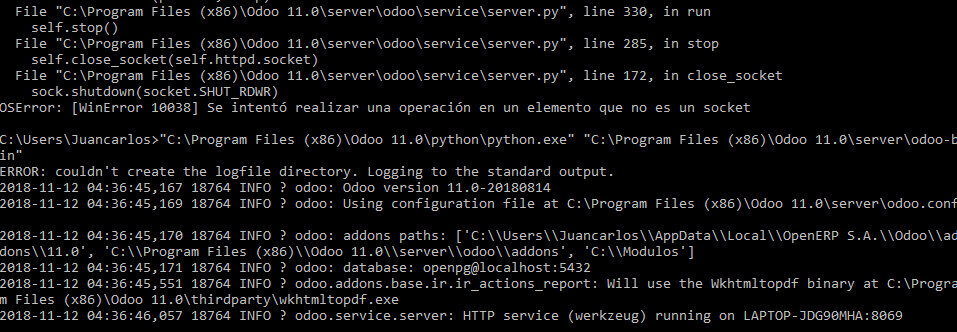 File "C:\Program Files (x86)\Odoo 11.0\server\odoo\service\server.py", line 330, in run
self.stop()
File "C:\Program Files (x86)\Odoo 11.0\server\odoo\service\server.py", line 285, in stop
self.close_socket(self.httpd.socket)
File "C:\Program Files (x86)\Odoo 11.0\server\odoo\service\server.py", line 172, in close_socket
sock.shutdown(socket.SHUT_RDWR)
OSError: [WinError 10038] Se intentó realizar una operación en un elemento que no es un socket
C:\Users\Juancarlos>"C:\Program Files (x86)\Odoo 11.0\python\python.exe" "C:\Program Files (x86)\Odoo 11.0\server\odoo-b
in"
ERROR: couldn't create the logfile directory. Logging to the standard output.
2018-11-12 04:36:45,167 18764 INFO ? odoo: Odoo version 11.0-20180814
2018-11-12 04:36:45,169 18764 INFO ? odoo: Using configuration file at C:\Program Files (x86)\Odoo 11.0\server\odoo.conf
2018-11-12 04:36:45,170 18764 INFO ? odoo: addons paths: ['C:\\Users\\Juancarlos\\AppData\\Local\\OpenERP S.A.\\Odoo\\ad
dons\\11.0', 'C:\\Program Files (x86)\\Odoo 11.0\\server\\odoo\\addons', 'C:\\Modulos']
2018-11-12 04:36:45,171 18764 INFO ? odoo: database: openpg@localhost:5432
2018-11-12 04:36:45,551 18764 INFO ? odoo.addons.base.ir.ir_actions_report: Will use the Wkhtmltopdf binary at C:\Progra
m Files (x86)\Odoo 11.0\thirdparty\wkhtmltopdf.exe
2018-11-12 04:36:46,057 18764 INFO ? odoo.service.server: HTTP service (werkzeug) running on LAPTOP-JDG90MHA:8069